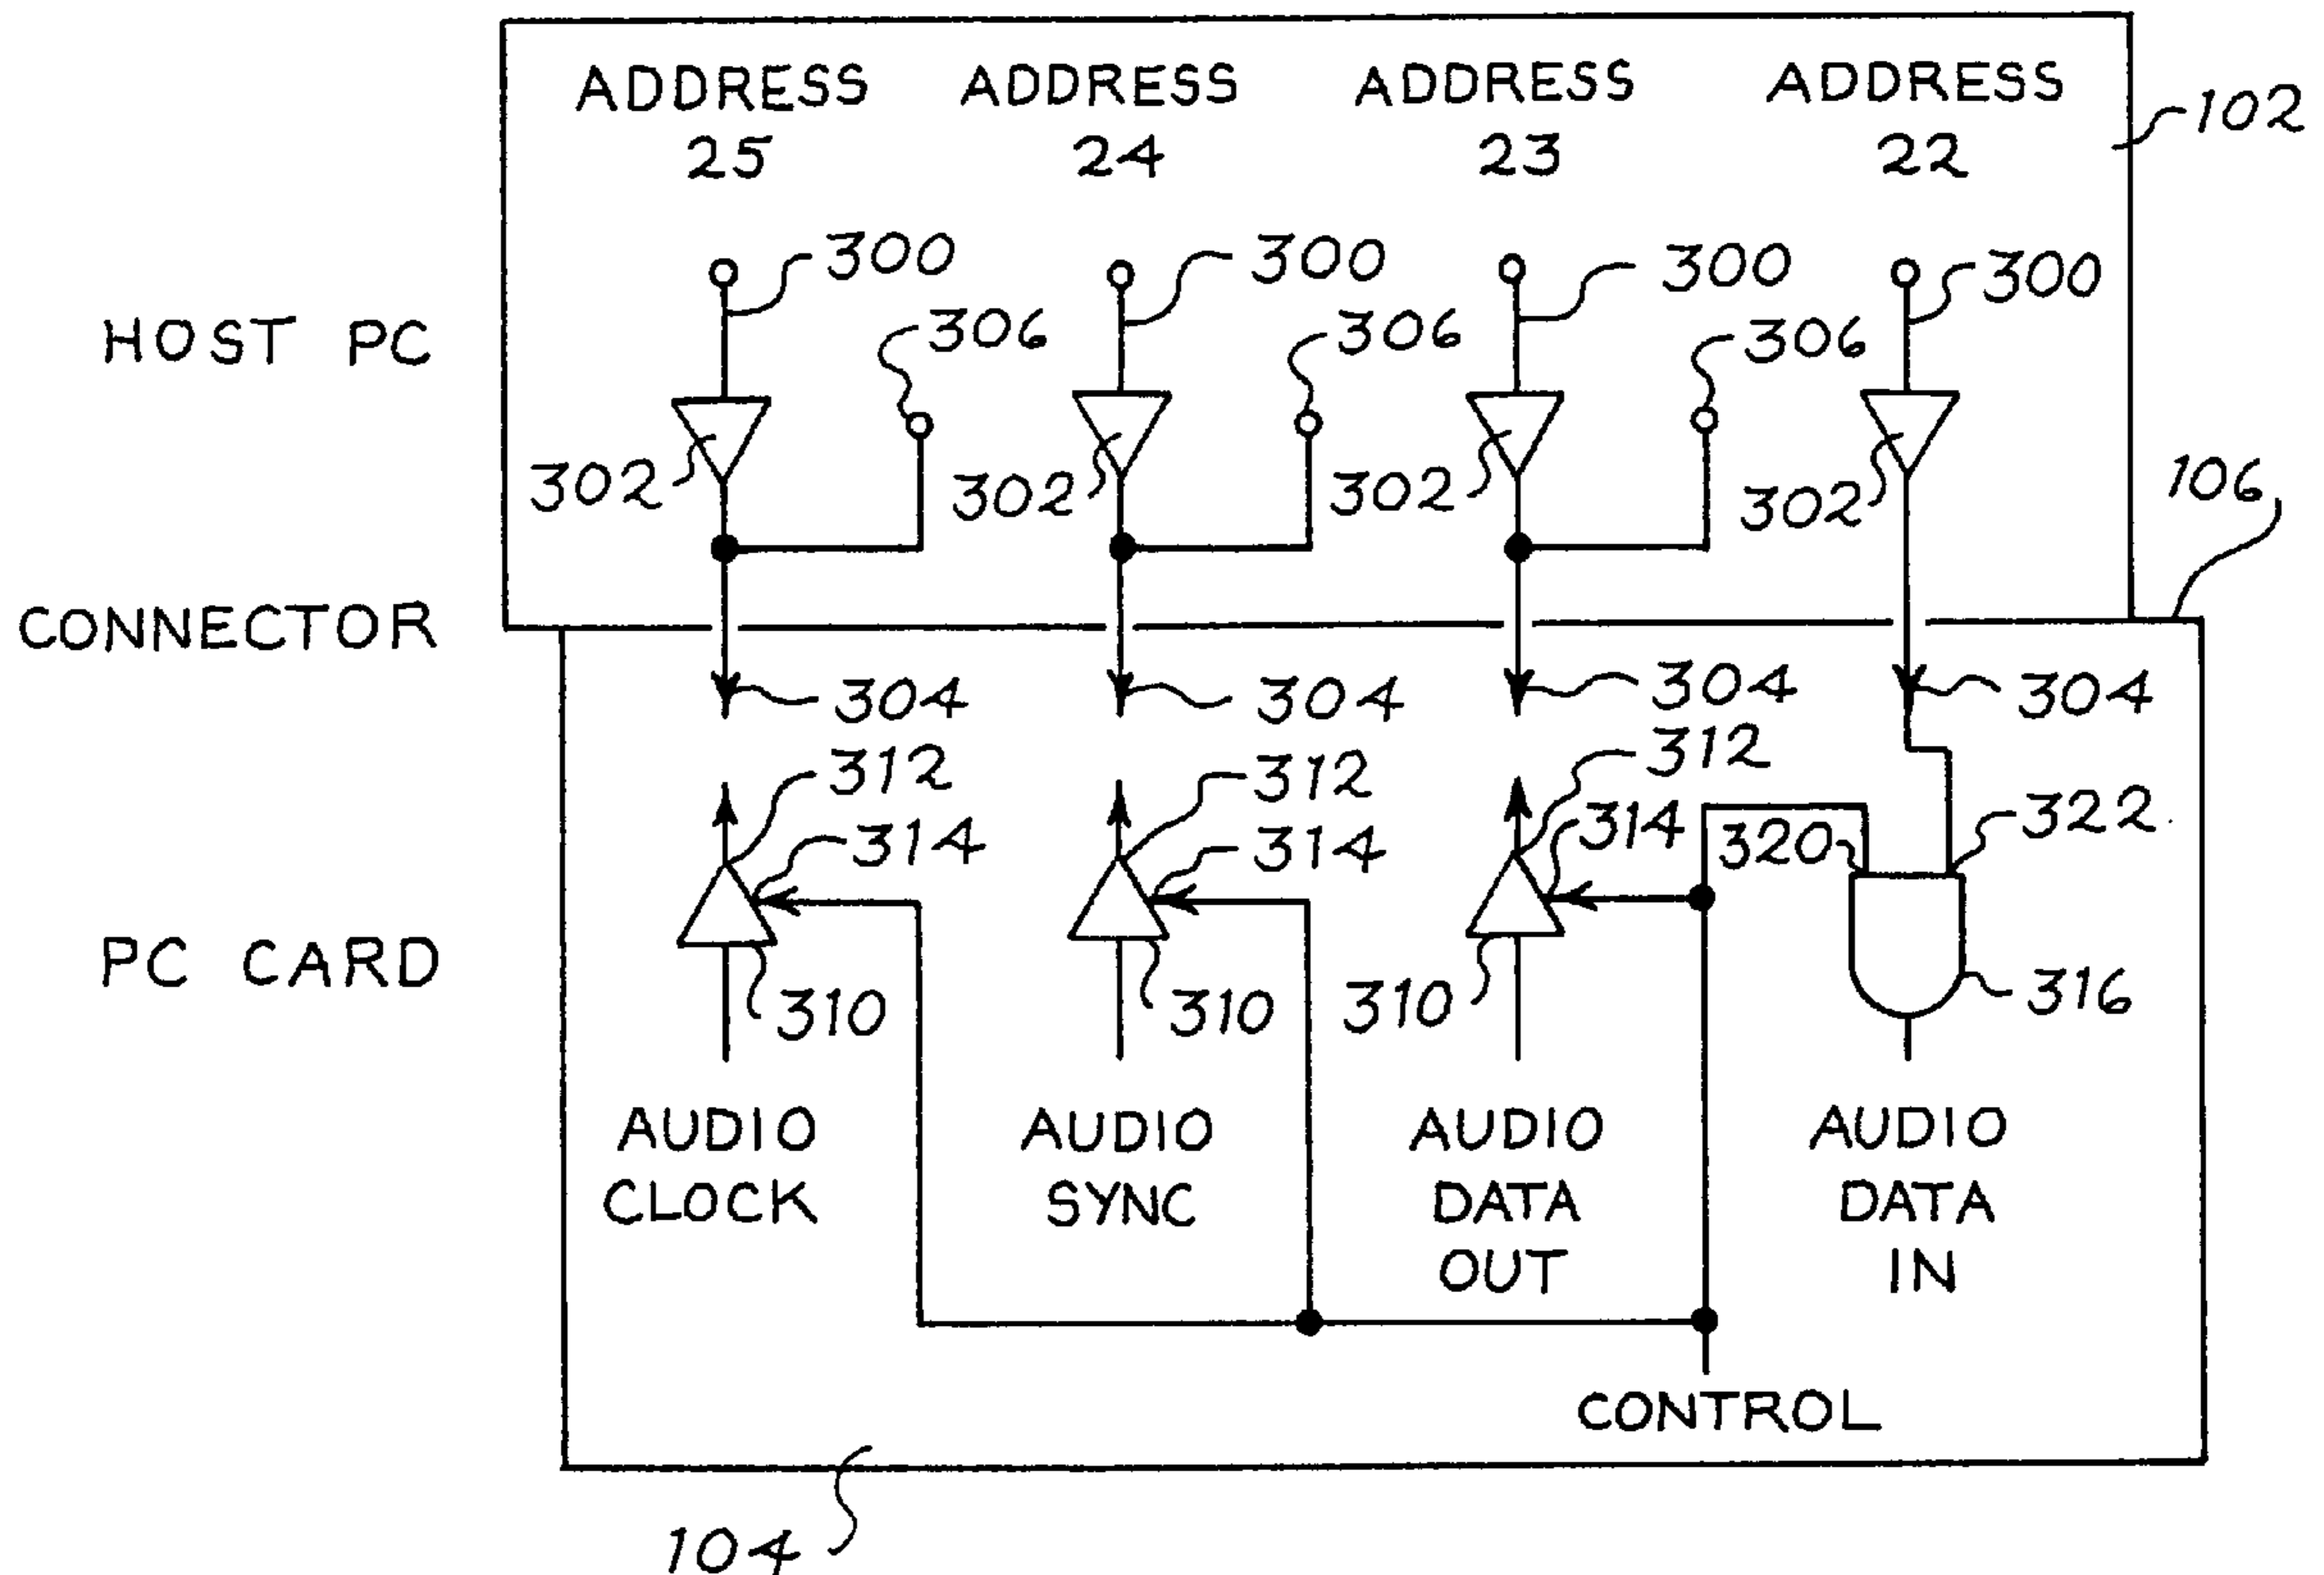 ADDRESS 25
ADDRESS 24
ADDRESS 23
ADDRESS 22
102
300
300
300
300
HOST PC
306
306
306
302
302
302
302
106
CONNECTOR
304
304
304
304
312
312
312
314
314
314
320
322
PC CARD
310
310
310
316
AUDIO CLOCK
AUDIO SYNC
AUDIO DATA OUT
AUDIO DATA IN
CONTROL
104